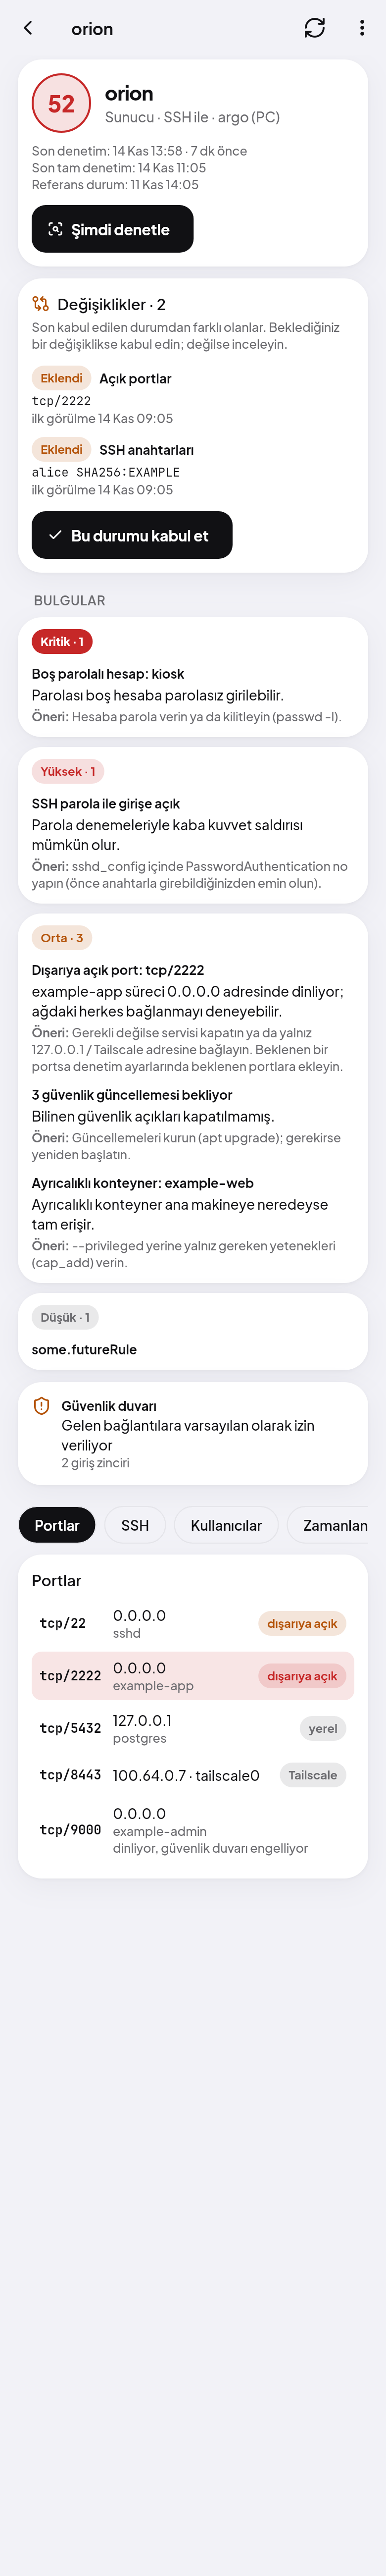 orion
52
orion
Sunucu · SSH ile · argo (PC)
Son denetim: 14 Kas 13:58 · 7 dk önce
Son tam denetim: 14 Kas 11:05
Referans durum: 11 Kas 14:05
Şimdi denetle
Değişiklikler · 2
Son kabul edilen durumdan farklı olanlar. Beklediğiniz
bir değişiklikse kabul edin; değilse inceleyin.
Eklendi Açık portlar
tcp/2222
ilk görülme 14 Kas 09:05
Eklendi SSH anahtarları
alice SHA256:EXAMPLE
ilk görülme 14 Kas 09:05
Bu durumu kabul et
BULGULAR
Kritik · 1
Boş parolalı hesap: kiosk
Parolası boş hesaba parolasız girilebilir.
Öneri: Hesaba parola verin ya da kilitleyin (passwd -l).
Yüksek · 1
SSH parola ile girişe açık
Parola denemeleriyle kaba kuvvet saldırısı
mümkün olur.
Öneri: sshd_config içinde PasswordAuthentication no
yapın (önce anahtarla girebildiğinizden emin olun).
Orta · 3
Dışarıya açık port: tcp/2222
example-app süreci 0.0.0.0 adresinde dinliyor;
ağdaki herkes bağlanmayı deneyebilir.
Öneri: Gerekli değilse servisi kapatın ya da yalnız
127.0.0.1 / Tailscale adresine bağlayın. Beklenen bir
portsa denetim ayarlarında beklenen portlara ekleyin.
3 güvenlik güncellemesi bekliyor
Bilinen güvenlik açıkları kapatılmamış.
Öneri: Güncellemeleri kurun (apt upgrade); gerekirse
yeniden başlatın.
Ayrıcalıklı konteyner: example-web
Ayrıcalıklı konteyner ana makineye neredeyse
tam erişir.
Öneri: --privileged yerine yalnız gereken yetenekleri
(cap_add) verin.
Düşük · 1
some.futureRule
Güvenlik duvarı
Gelen bağlantılara varsayılan olarak izin
veriliyor
2 giriş zinciri
Portlar SSH Kullanıcılar Zamanlan
Portlar
tcp/22 0.0.0.0 dışarıya açık
sshd
tcp/2222 0.0.0.0 dışarıya açık
example-app
tcp/5432 127.0.0.1 yerel
postgres
tcp/8443 100.64.0.7 · tailscale0 Tailscale
tcp/9000 0.0.0.0
example-admin
dinliyor, güvenlik duvarı engelliyor